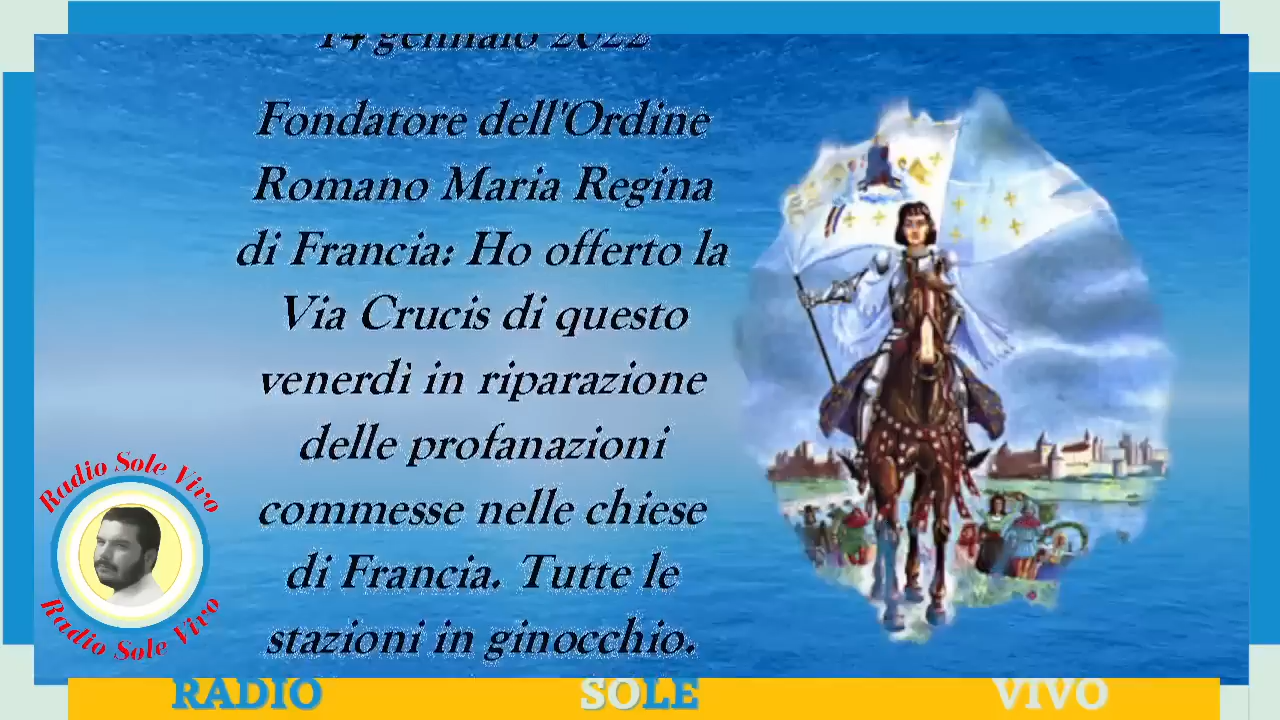 14 gennaio 2022
Fondatore dell'Ordine
Romano Maria Regina
di Francia: Ho offerto la
Via Crucis di questo
venerdì in riparazione
delle profanazioni
commesse nelle chiese
di Francia. Tutte le
stazioni in ginocchio.
Radio Sole Vivo
Radio Sole Vivo
RADIO SOLE VIVO